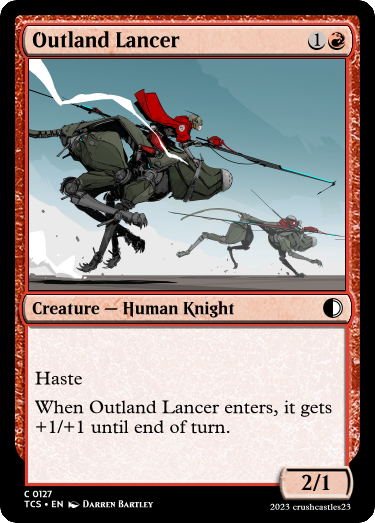 Outland Lancer 1
Creature — Human Knight
Haste
When Outland Lancer enters, it gets
+1/+1 until end of turn.
2/1
C 0127
TCS • EN Darren Bartley
2023 crushcastles23